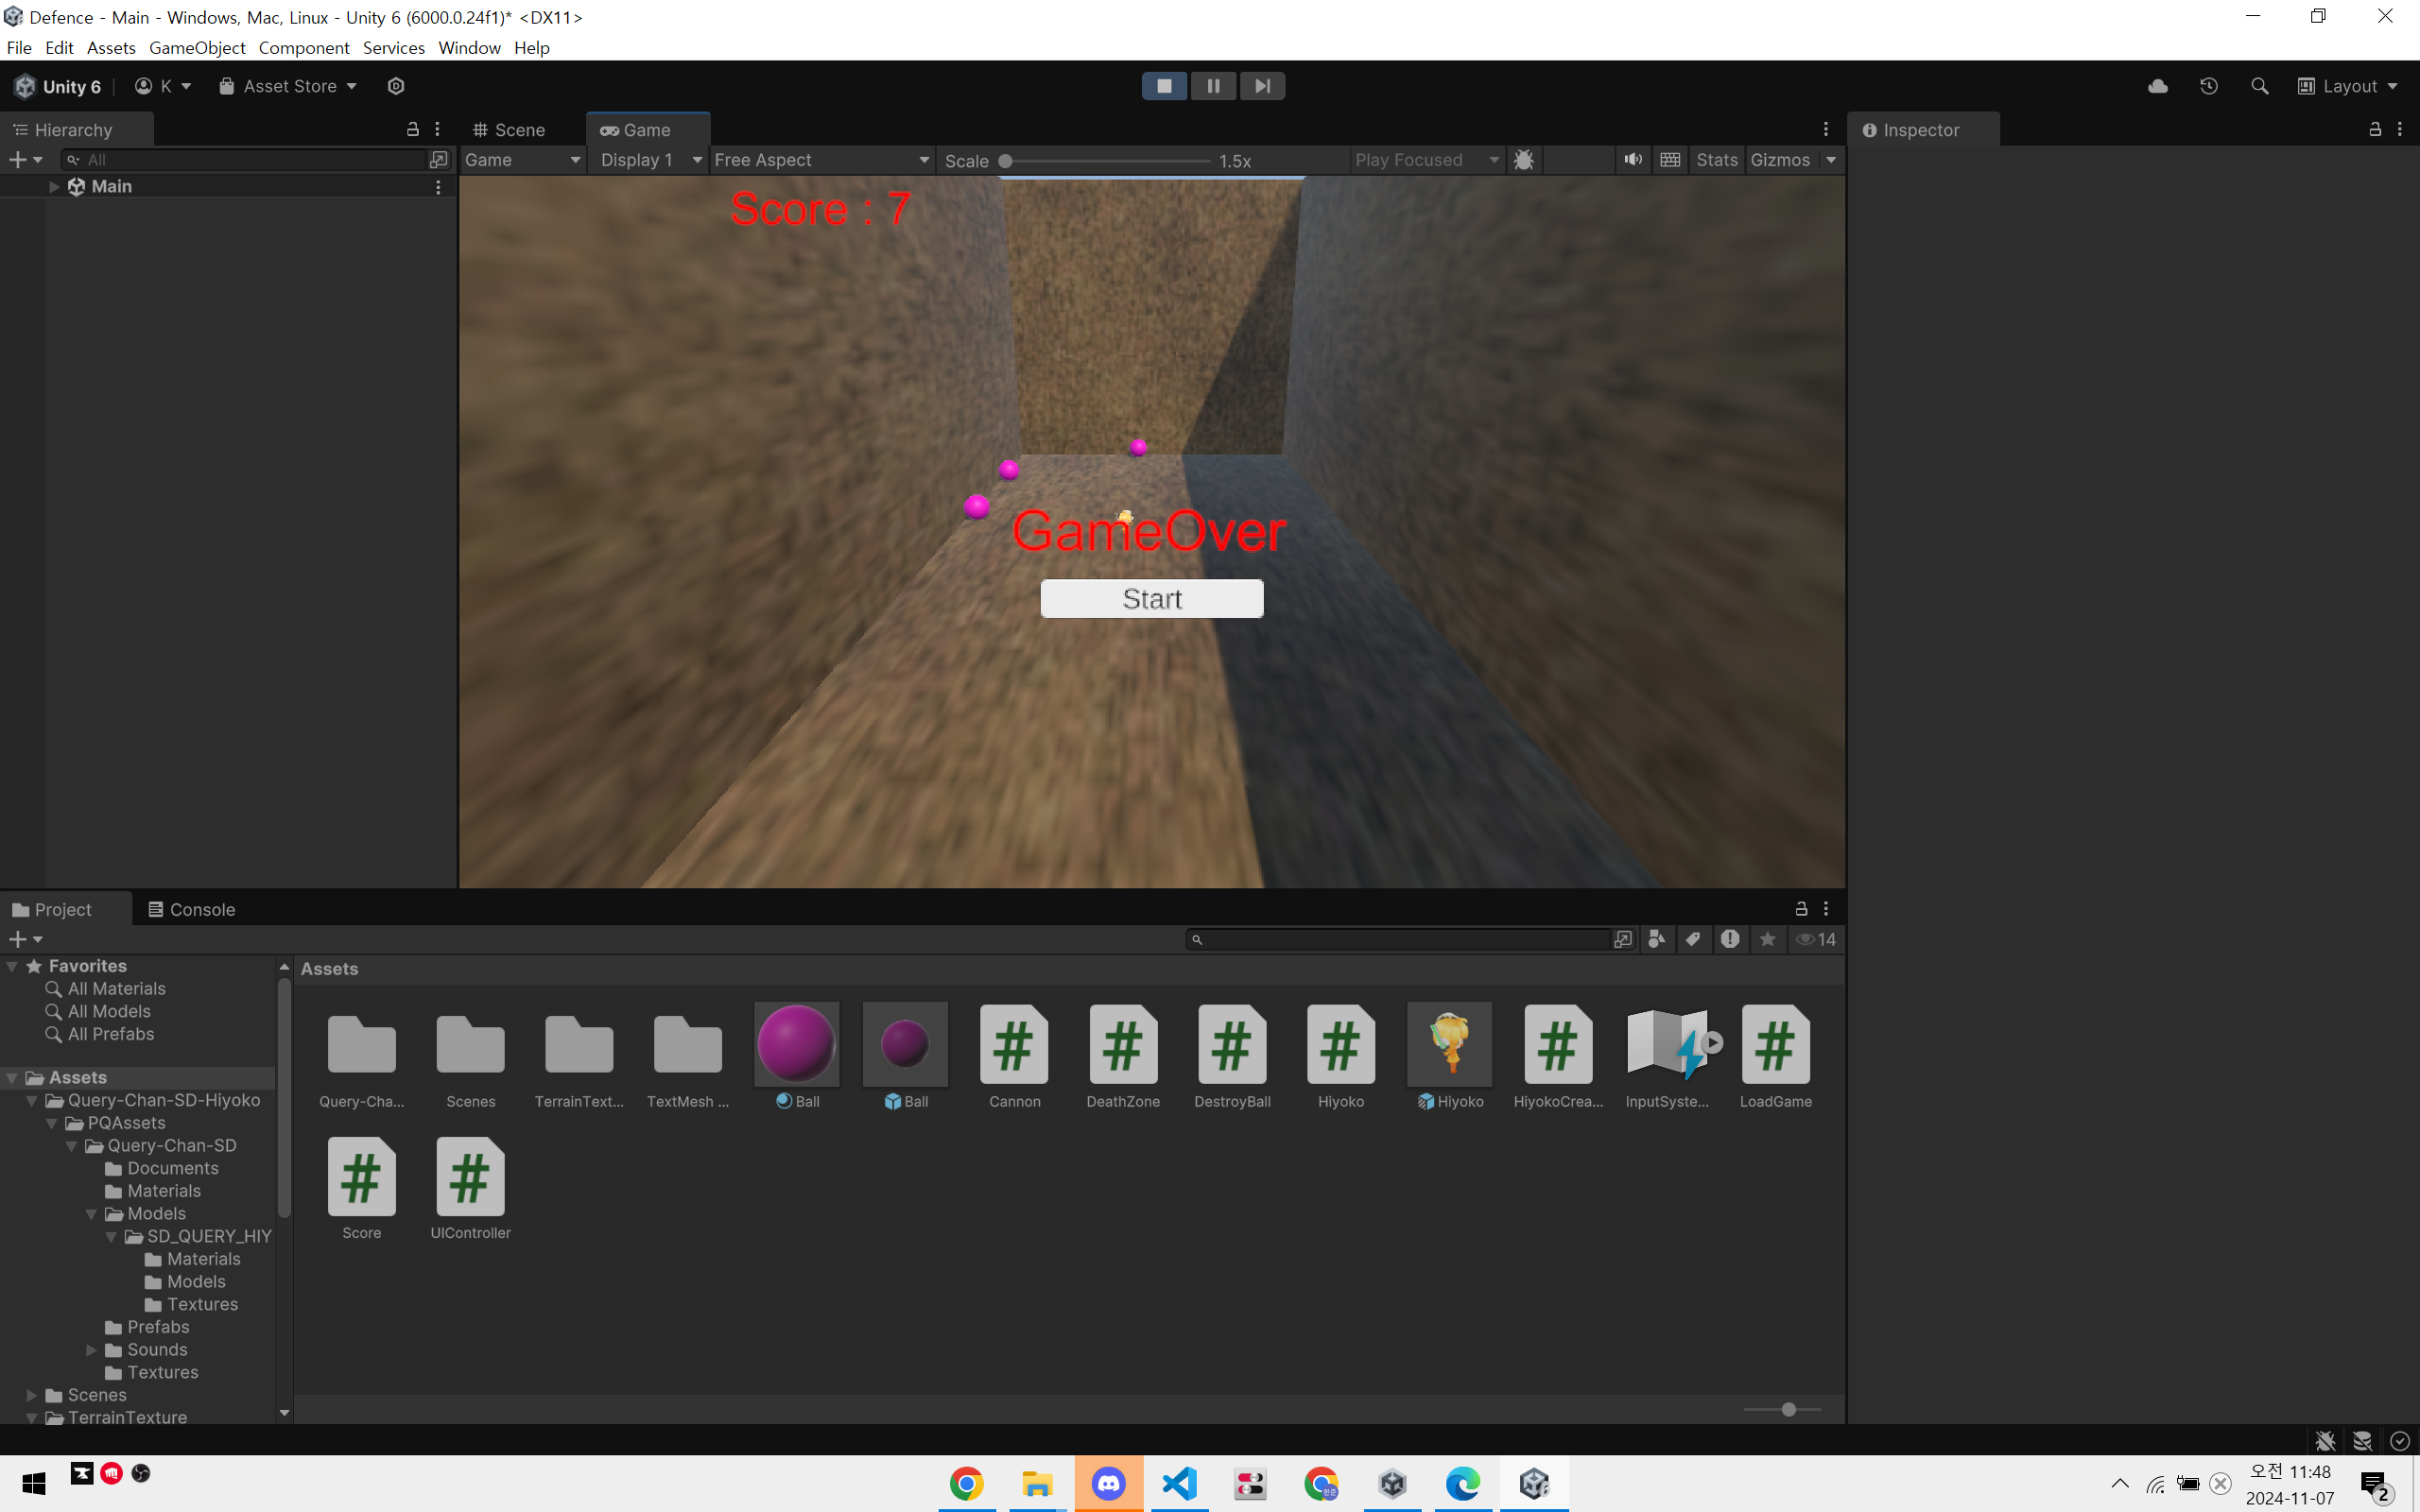 Defence - Main - Windows, Mac, Linux - Unity 6 (6000.0.24f1)* <DX11>
File Edit Assets GameObject Component Services Window Help
Unity 6 K Asset Store Layout
Hierarchy
All
Main
Scene Game
Game Display 1 Free Aspect Scale 1.5x Play Focused Stats Gizmos
Score : 7
GameOver
Start
Inspector
Project Console
14
Favorites
All Materials
All Models
All Prefabs
Assets
Query-Chan-SD-Hiyoko
PQAssets
Query-Chan-SD
Documents
Materials
Models
SD_QUERY_HIY
Materials
Models
Textures
Prefabs
Sounds
Textures
Scenes
TerrainTexture
Assets
Query-Cha... Scenes TerrainText... TextMesh ... Ball Ball Cannon DeathZone DestroyBall Hiyoko Hiyoko HiyokoCrea... InputSyste... LoadGame
Score UIController
오전 11:48
2024-11-07
2